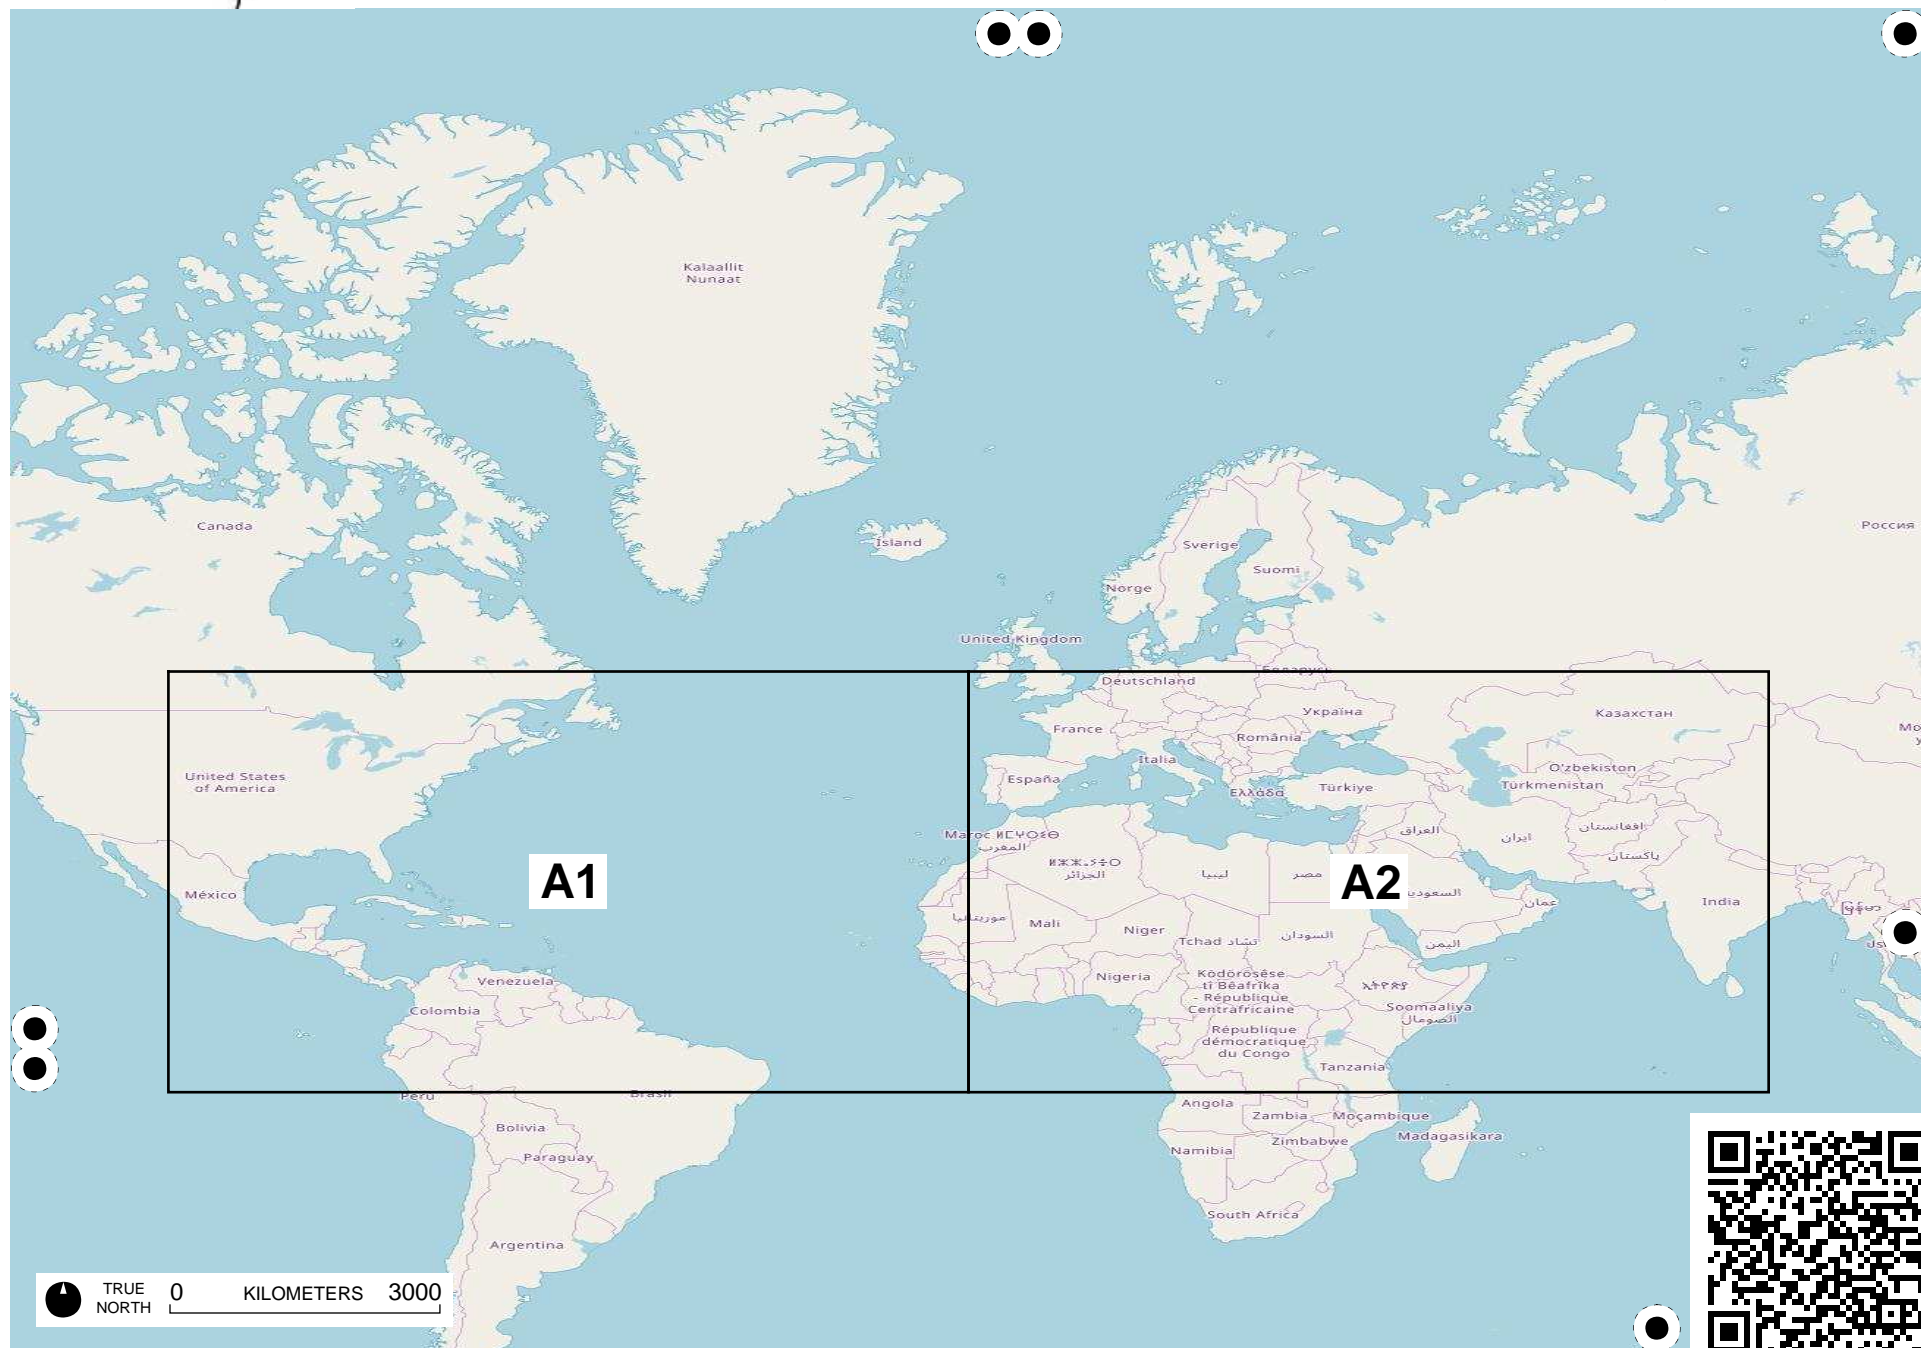 Kalaallit
Nunaat
Canada
Ísland
Россия
Sverige
Suomi
Norge
United Kingdom
Беларусь
Deutschland
Україна
Казахстан
France
România
United States
of America
Italia
España
Ελλάδα
Türkiye
O'zbekiston
Türkmenistan
Maroc ⵍⵎⵖⵔⵉⴱ
المغرب
العراق
ایران
افغانستان
پاکستان
الجزائر
ليبيا
مصر
A1
A2
السعودية
México
India
عمان
موريتانيا
Mali
Niger
Tchad تشاد
السودان
اليمن
Venezuela
Nigeria
Ködörösêse
tî Bêafrîka
- République
Centrafricaine
Colombia
Soomaaliya
الصومال
République
démocratique
du Congo
Tanzania
Perú
Brasil
Angola
Zambia
Moçambique
Bolivia
Zimbabwe
Madagasikara
Paraguay
Namibia
South Africa
Argentina
TRUE
NORTH
0 KILOMETERS 3000